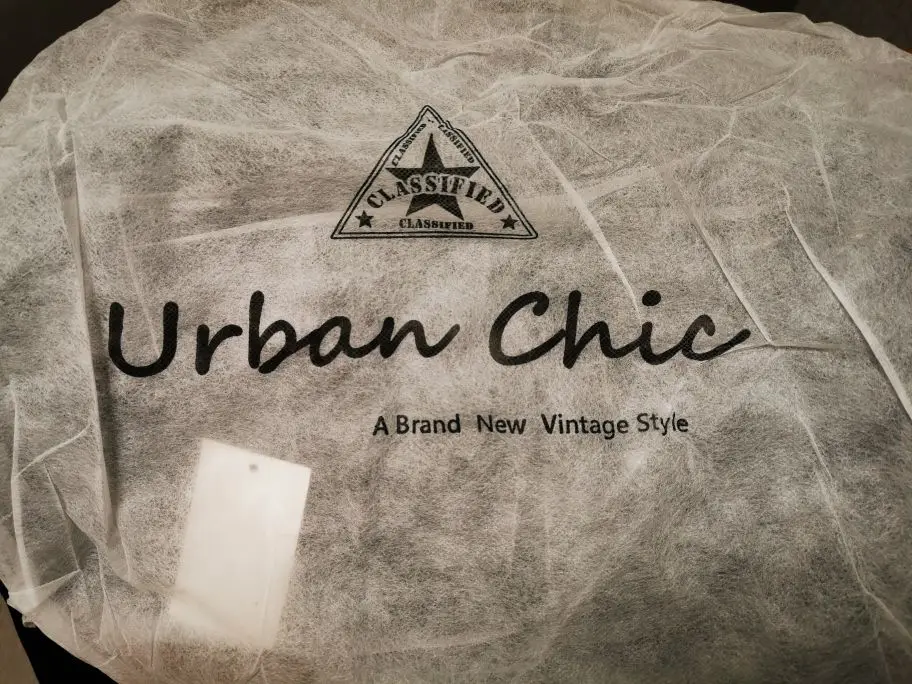 CLASSIFIED CLASSIFIED
CLASSIFIED
CLASSIFIED
Urban Chic
A Brand New Vintage Style